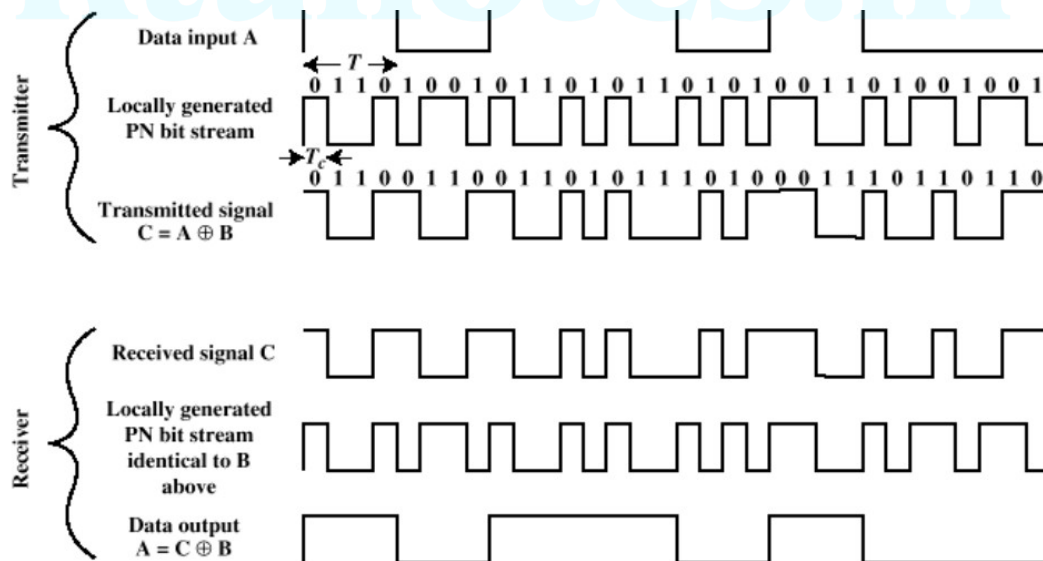 Transmitter
Data input A
T
0 1 1 0 1 0 0 1 0 1 1 0 1 0 1 1 0 1 0 1 0 0 1 1 0 1 0 0 1 0 0 1
Locally generated
PN bit stream
Tc
0 1 1 0 0 1 1 0 0 1 1 0 1 0 1 1 1 0 1 0 0 0 1 1 1 0 1 1 0 1 1 0
Transmitted signal
C = A ⊕ B
Receiver
Received signal C
Locally generated
PN bit stream
identical to B
above
Data output
A = C ⊕ B